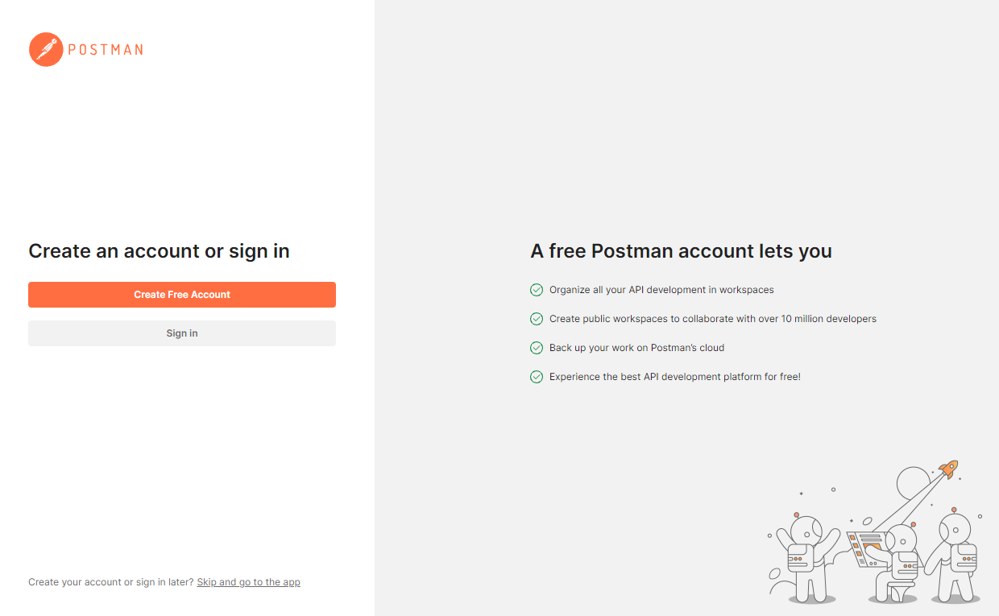 POSTMAN
Create an account or sign in
Create Free Account
Sign in
Create your account or sign in later? Skip and go to the app
A free Postman account lets you
Organize all your API development in workspaces
Create public workspaces to collaborate with over 10 million developers
Back up your work on Postman’s cloud
Experience the best API development platform for free!